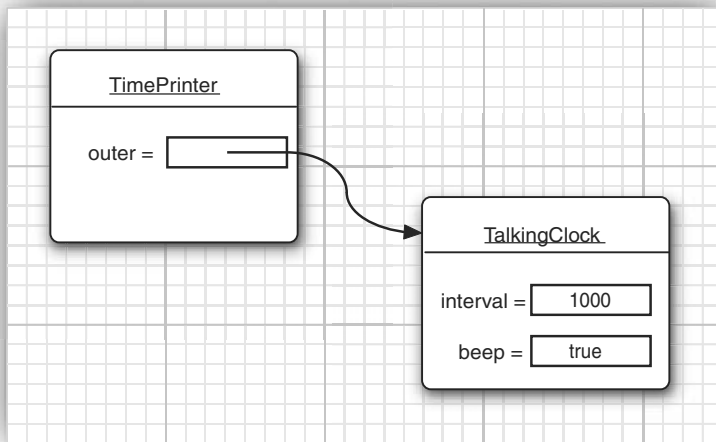 TimePrinter
outer =
TalkingClock
interval = 1000
beep = true